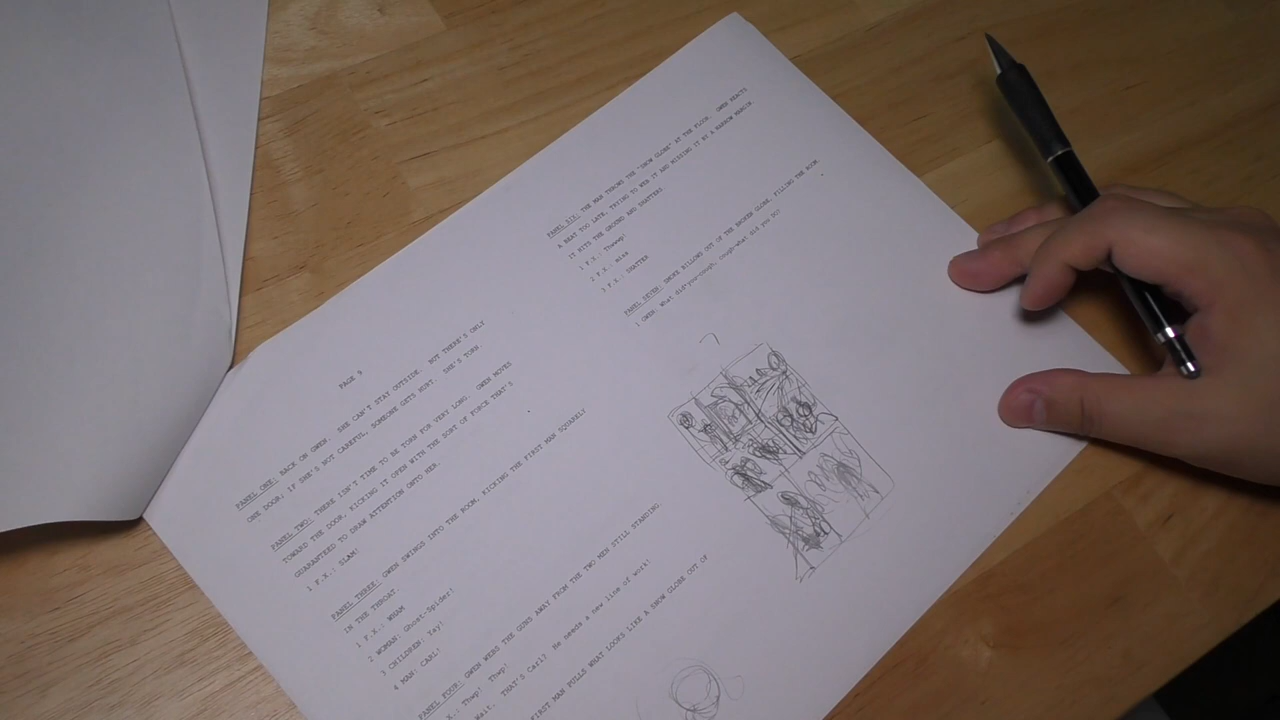 PAGE 9
PANEL ONE: BACK ON GWEN. SHE CAN'T STAY OUTSIDE. BUT THERE'S ONLY
ONE DOOR; IF SHE'S NOT CAREFUL, SOMEONE GETS HURT. SHE'S TORN.
PANEL TWO: THERE ISN'T TIME TO BE TORN FOR VERY LONG. GWEN MOVES
TOWARD THE DOOR, KICKING IT OPEN WITH THE SORT OF FORCE THAT'S
GUARANTEED TO DRAW ATTENTION ONTO HER.
1 F.X.: SLAM!
PANEL THREE: GWEN SWINGS INTO THE ROOM, KICKING THE FIRST MAN SQUARELY
IN THE THROAT.
1 F.X.: WHAM
2 WOMAN: Ghost-Spider!
3 CHILDREN: Yay!
4 MAN: CARL!
PANEL FOUR: GWEN WEBS THE GUNS AWAY FROM THE TWO MEN STILL STANDING.
X.: Thwp! Thwp!
Wait. THAT'S Carl? He needs a new line of work!
FIRST MAN PULLS WHAT LOOKS LIKE A SNOW GLOBE OUT OF
PANEL SIX: THE MAN THROWS THE "SNOW GLOBE" AT THE FLOOR. GWEN REACTS
A BEAT TOO LATE, TRYING TO WEB IT AND MISSING IT BY A NARROW MARGIN.
IT HITS THE GROUND AND SHATTERS
1 F.X.: Thwwp!
2 F.X.: miss
3 F.X.: SHATTER
PANEL SEVEN: SMOKE BILLOWS OUT OF THE BROKEN GLOBE, FILLING THE ROOM.
1 GWEN: What did-you-cough, cough-what did you DO?